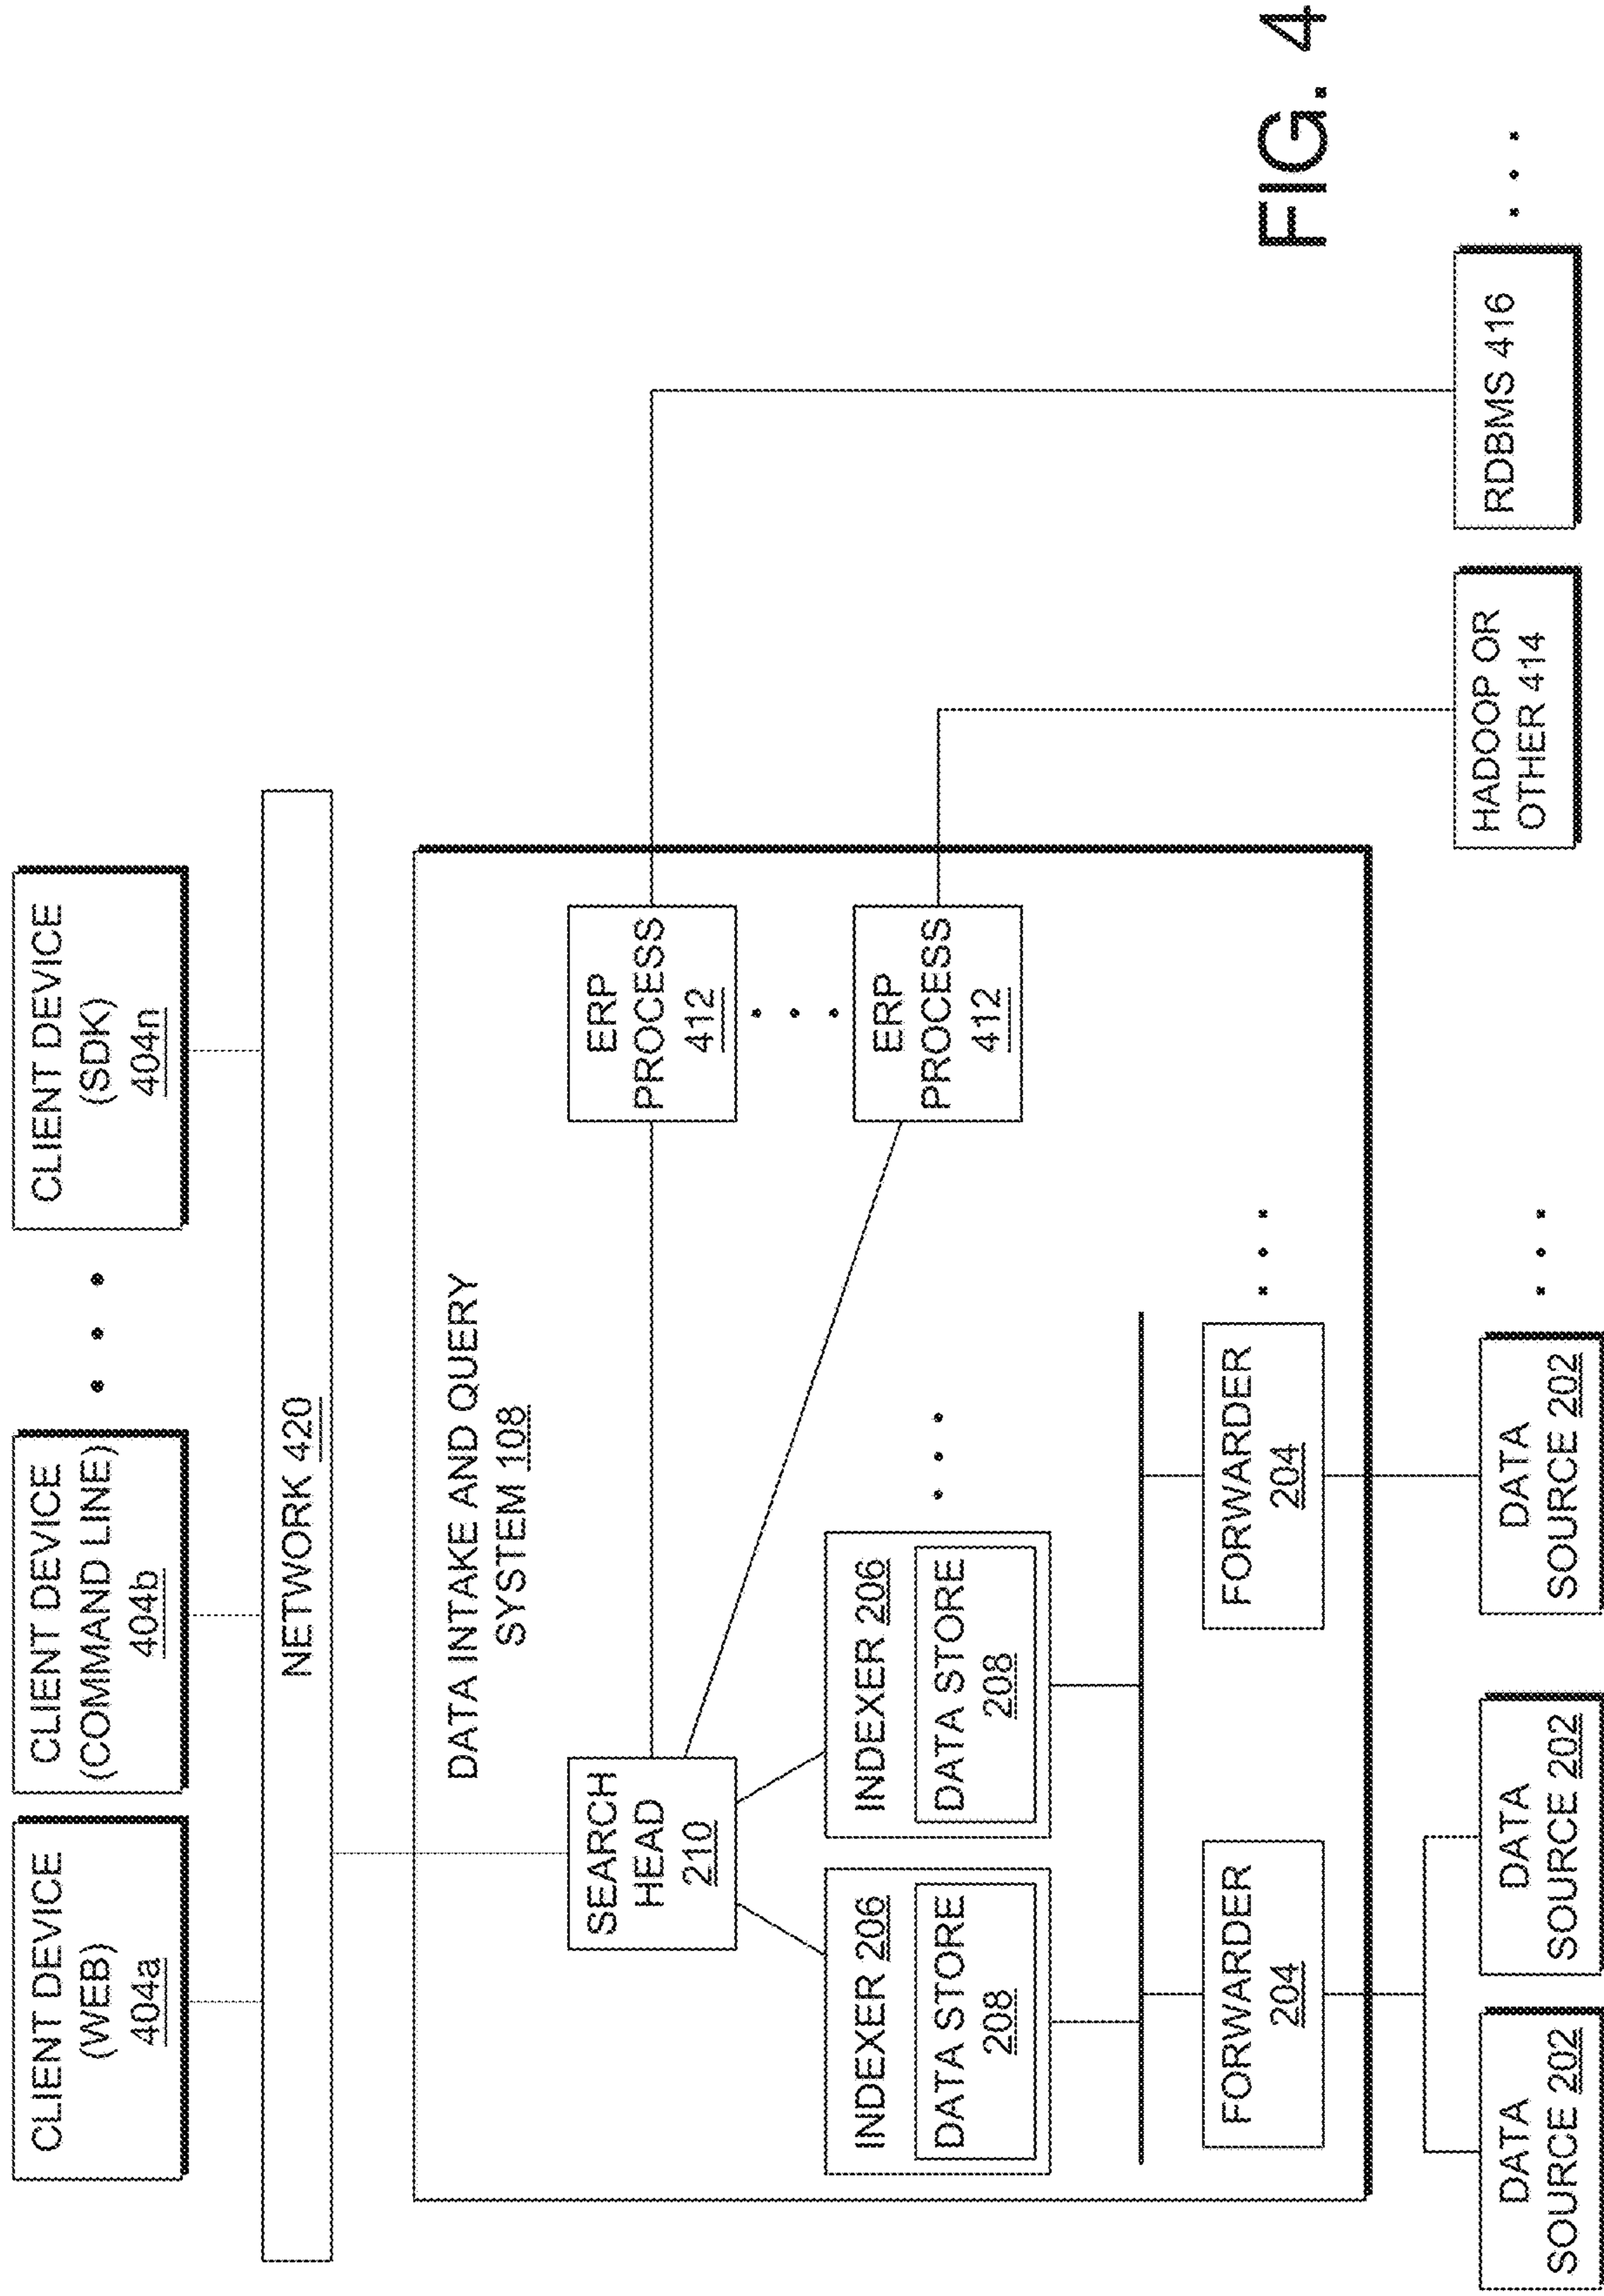 CLIENT DEVICE
(WEB)
404a
CLIENT DEVICE
(COMMAND LINE)
404b
CLIENT DEVICE
(SDK)
404n
NETWORK 420
DATA INTAKE AND QUERY
SYSTEM 108
SEARCH
HEAD
210
ERP
PROCESS
412
INDEXER 206
DATA STORE
208
INDEXER 206
DATA STORE
208
ERP
PROCESS
412
FORWARDER
204
FORWARDER
204
DATA
SOURCE 202
DATA
SOURCE 202
DATA
SOURCE 202
HADOOP OR
OTHER 414
RDBMS 416
FIG. 4